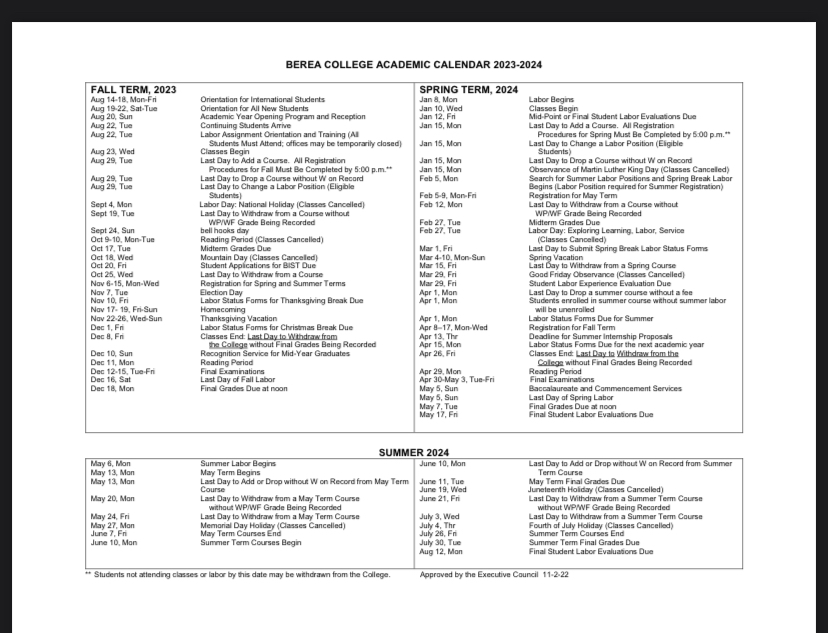 BEREA COLLEGE ACADEMIC CALENDAR 2023-2024
FALL TERM, 2023
Aug 14-18, Mon-Fri Orientation for International Students
Aug 19-22, Sat-Tue Orientation for All New Students
Aug 20, Sun Academic Year Opening Program and Reception
Aug 22, Tue Continuing Students Arrive
Aug 22, Tue Labor Assignment Orientation and Training (All
Students Must Attend; offices may be temporarily closed)
Aug 23, Wed Classes Begin
Aug 29, Tue Last Day to Add a Course. All Registration
Procedures for Fall Must Be Completed by 5:00 p.m.**
Aug 29, Tue Last Day to Drop a Course without W on Record
Aug 29, Tue Last Day to Change a Labor Position (Eligible
Students)
Sept 4, Mon Labor Day: National Holiday (Classes Cancelled)
Sept 19, Tue Last Day to Withdraw from a Course without
WP/WF Grade Being Recorded
Sept 24, Sun bell hooks day
Oct 9-10, Mon-Tue Reading Period (Classes Cancelled)
Oct 17, Tue Midterm Grades Due
Oct 18, Wed Mountain Day (Classes Cancelled)
Oct 20, Fri Student Applications for BIST Due
Oct 25, Wed Last Day to Withdraw from a Course
Nov 6-15, Mon-Wed Registration for Spring and Summer Terms
Nov 7, Tue Election Day
Nov 10, Fri Labor Status Forms for Thanksgiving Break Due
Nov 17- 19, Fri-Sun Homecoming
Nov 22-26, Wed-Sun Thanksgiving Vacation
Dec 1, Fri Labor Status Forms for Christmas Break Due
Dec 8, Fri Classes End: Last Day to Withdraw from
the College without Final Grades Being Recorded
Dec 10, Sun Recognition Service for Mid-Year Graduates
Dec 11, Mon Reading Period
Dec 12-15, Tue-Fri Final Examinations
Dec 16, Sat Last Day of Fall Labor
Dec 18, Mon Final Grades Due at noon
SPRING TERM, 2024
Jan 8, Mon Labor Begins
Jan 10, Wed Classes Begin
Jan 12, Fri Mid-Point or Final Student Labor Evaluations Due
Jan 15, Mon Last Day to Add a Course. All Registration
Procedures for Spring Must Be Completed by 5:00 p.m.**
Jan 15, Mon Last Day to Change a Labor Position (Eligible
Students)
Jan 15, Mon Last Day to Drop a Course without W on Record
Jan 15, Mon Observance of Martin Luther King Day (Classes Cancelled)
Feb 5, Mon Search for Summer Labor Positions and Spring Break Labor
Begins (Labor Position required for Summer Registration)
Feb 5-9, Mon-Fri Registration for May Term
Feb 12, Mon Last Day to Withdraw from a Course without
WP/WF Grade Being Recorded
Feb 27, Tue Midterm Grades Due
Feb 27, Tue Labor Day: Exploring Learning, Labor, Service
(Classes Cancelled)
Mar 1, Fri Last Day to Submit Spring Break Labor Status Forms
Mar 4-10, Mon-Sun Spring Vacation
Mar 15, Fri Last Day to Withdraw from a Spring Course
Mar 29, Fri Good Friday Observance (Classes Cancelled)
Mar 29, Fri Student Labor Experience Evaluation Due
Apr 1, Mon Last Day to Drop a summer course without a fee
Apr 1, Mon Students enrolled in summer course without summer labor
will be unenrolled
Apr 1, Mon Labor Status Forms Due for Summer
Apr 8–17, Mon-Wed Registration for Fall Term
Apr 13, Thr Deadline for Summer Internship Proposals
Apr 15, Mon Labor Status Forms Due for the next academic year
Apr 26, Fri Classes End: Last Day to Withdraw from the
College without Final Grades Being Recorded
Apr 29, Mon Reading Period
Apr 30-May 3, Tue-Fri Final Examinations
May 5, Sun Baccalaureate and Commencement Services
May 5, Sun Last Day of Spring Labor
May 7, Tue Final Grades Due at noon
May 17, Fri Final Student Labor Evaluations Due
SUMMER 2024
May 6, Mon Summer Labor Begins
May 13, Mon May Term Begins
May 13, Mon Last Day to Add or Drop without W on Record from May Term
Course
May 20, Mon Last Day to Withdraw from a May Term Course
without WP/WF Grade Being Recorded
May 24, Fri Last Day to Withdraw from a May Term Course
May 27, Mon Memorial Day Holiday (Classes Cancelled)
June 7, Fri May Term Courses End
June 10, Mon Summer Term Courses Begin
June 10, Mon Last Day to Add or Drop without W on Record from Summer
Term Course
June 11, Tue May Term Final Grades Due
June 19, Wed Juneteenth Holiday (Classes Cancelled)
June 21, Fri Last Day to Withdraw from a Summer Term Course
without WP/WF Grade Being Recorded
July 3, Wed Last Day to Withdraw from a Summer Term Course
July 4, Thr Fourth of July Holiday (Classes Cancelled)
July 26, Fri Summer Term Courses End
July 30, Tue Summer Term Final Grades Due
Aug 12, Mon Final Student Labor Evaluations Due
** Students not attending classes or labor by this date may be withdrawn from the College. Approved by the Executive Council 11-2-22